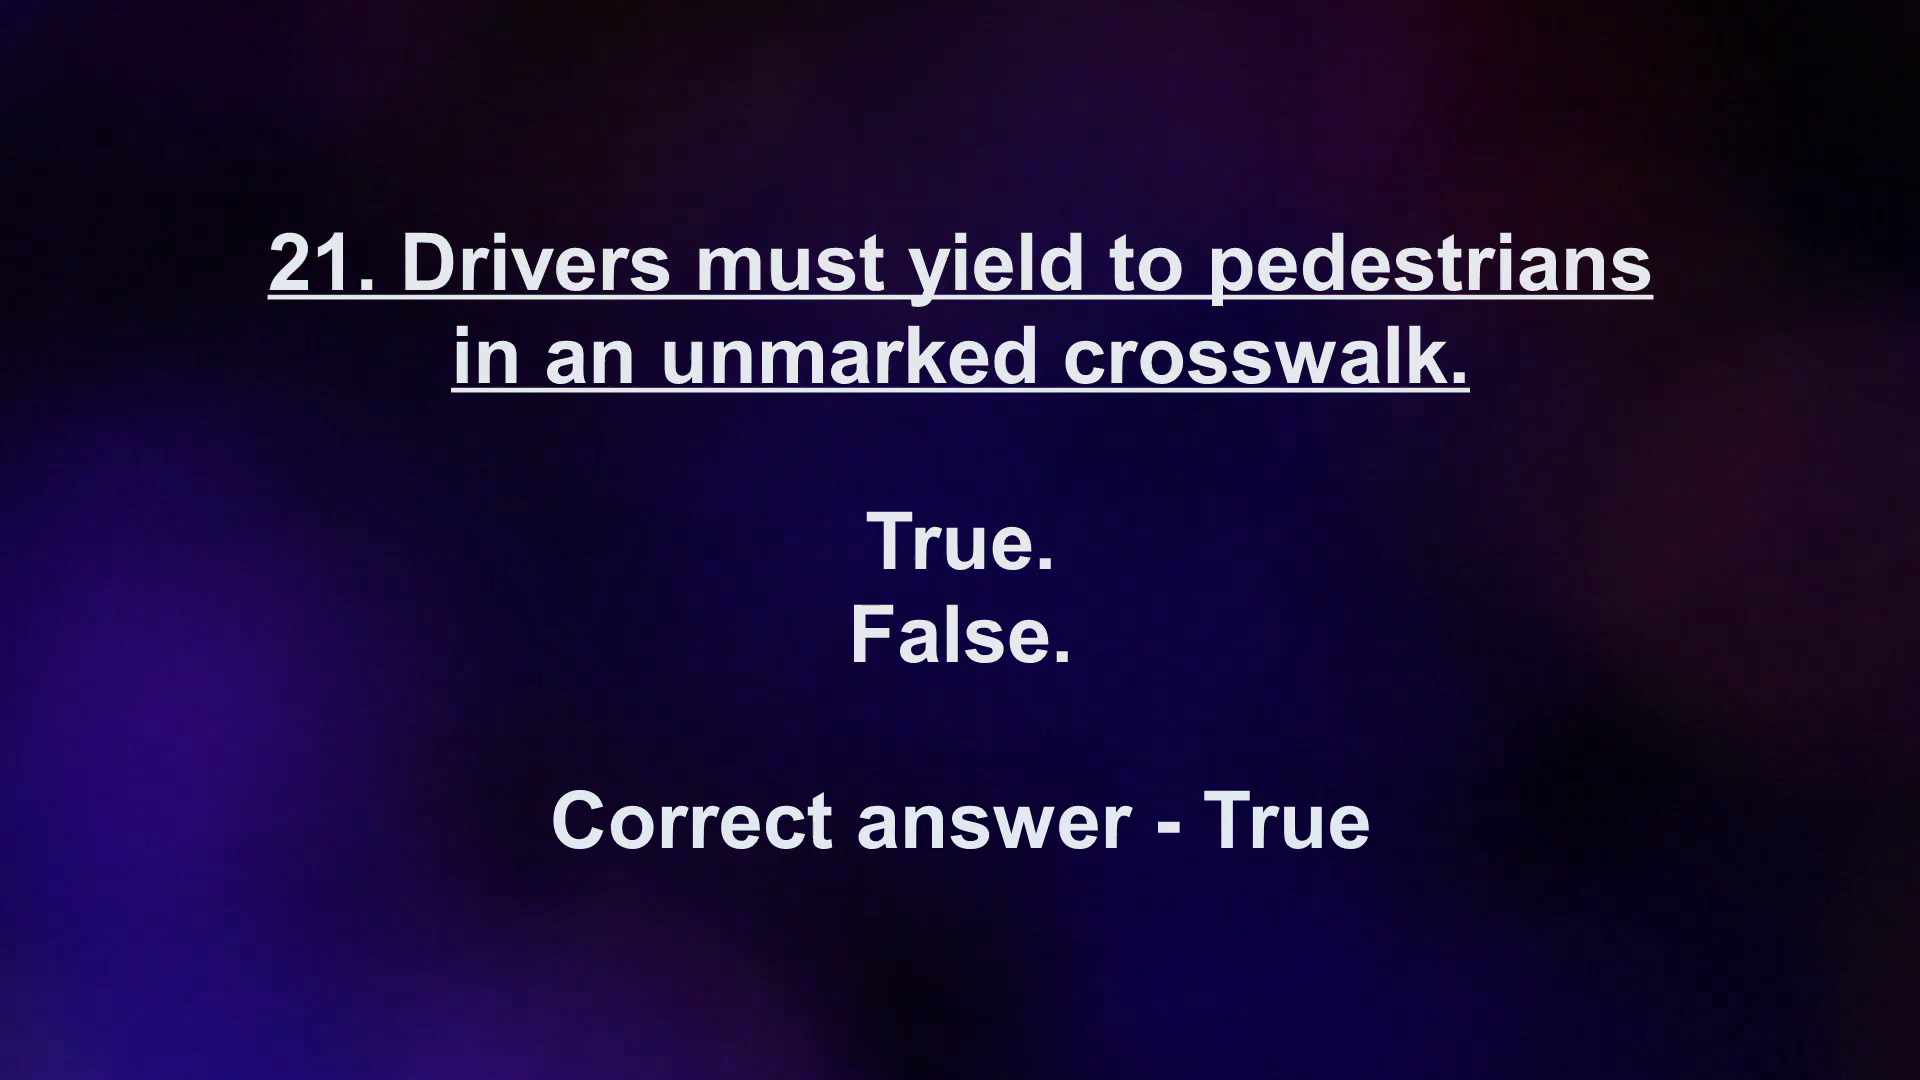 21. Drivers must yield to pedestrians
in an unmarked crosswalk.
True.
False.
Correct answer - True